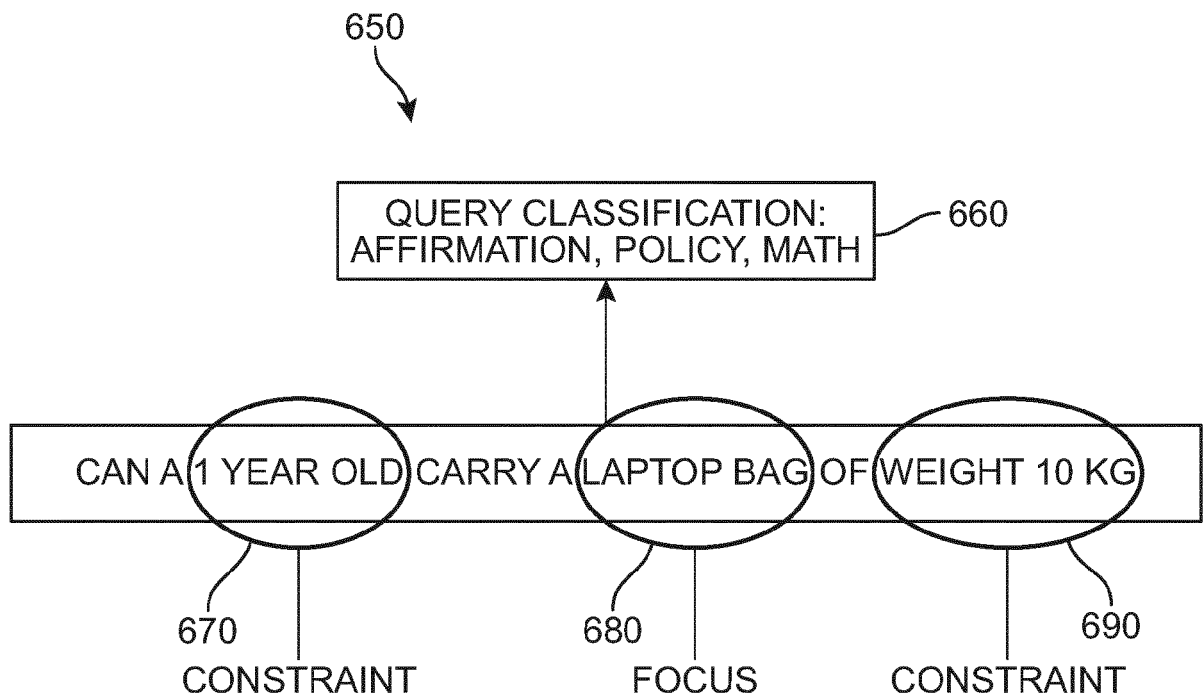 650
QUERY CLASSIFICATION:
AFFIRMATION, POLICY, MATH
660
CAN A 1 YEAR OLD CARRY A LAPTOP BAG OF WEIGHT 10 KG
670
680
690
CONSTRAINT
FOCUS
CONSTRAINT